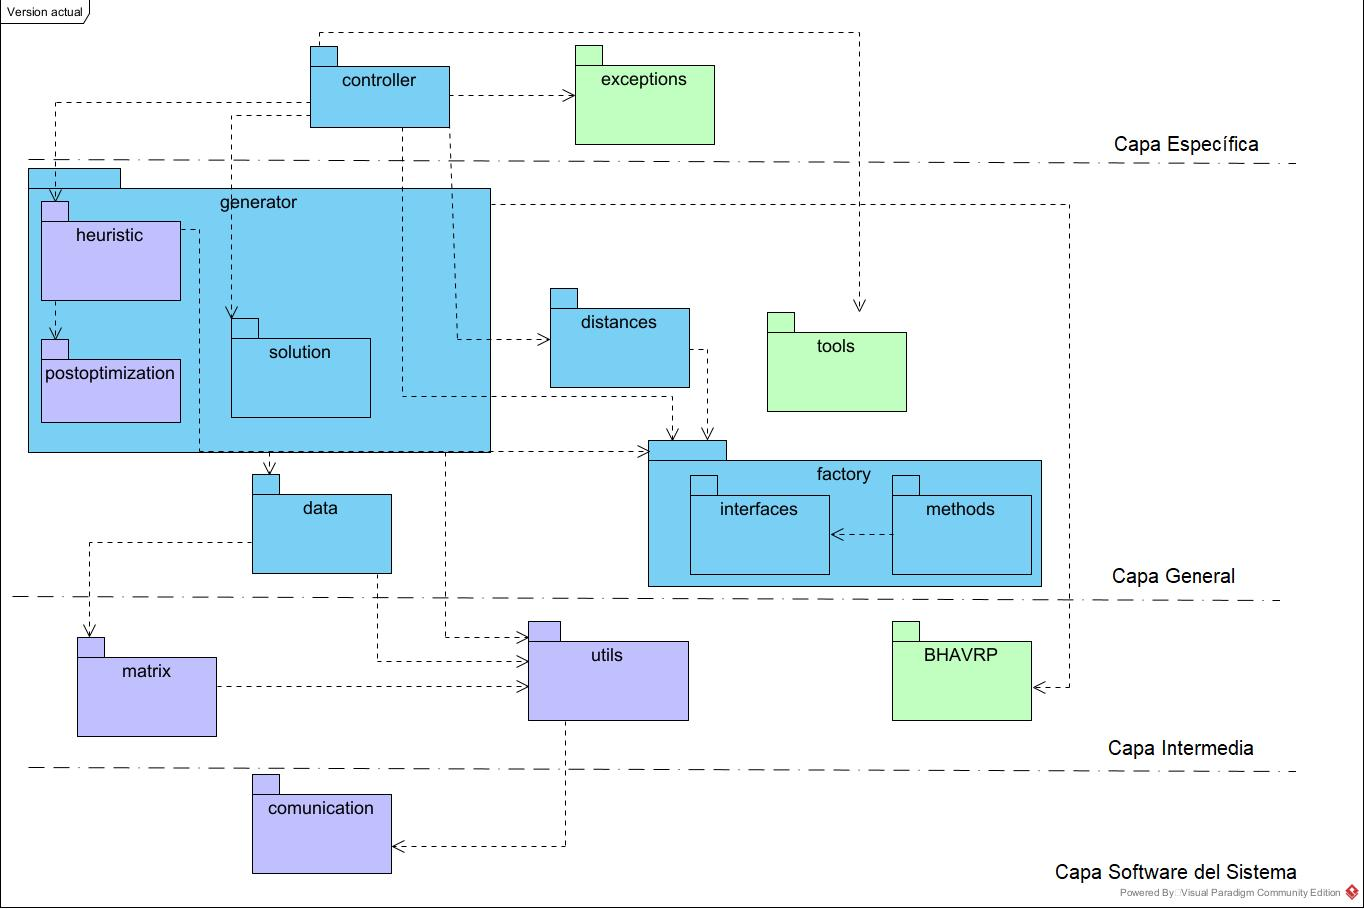 Version actual
controller
exceptions
Capa Específica
generator
heuristic
distances
solution
tools
postoptimization
factory
data
interfaces
methods
Capa General
matrix
utils
BHAVRP
Capa Intermedia
comunication
Capa Software del Sistema
Powered By Visual Paradigm Community Edition